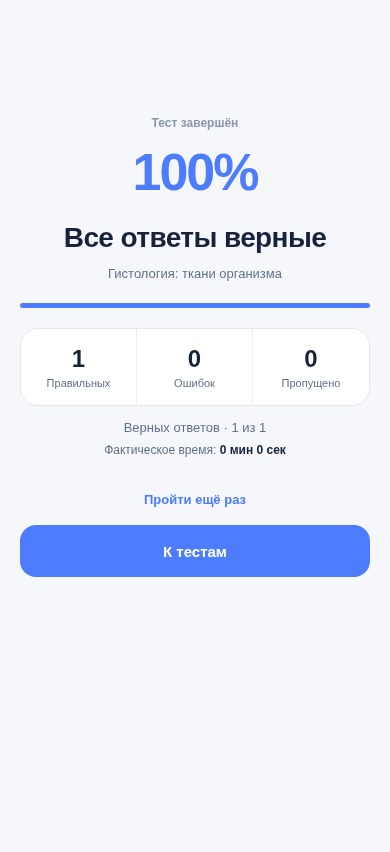 Тест завершён
100%
Все ответы верные
Гистология: ткани организма
1 0 0
Правильных Ошибок Пропущено
Верных ответов · 1 из 1
Фактическое время: 0 мин 0 сек
Пройти ещё раз
К тестам